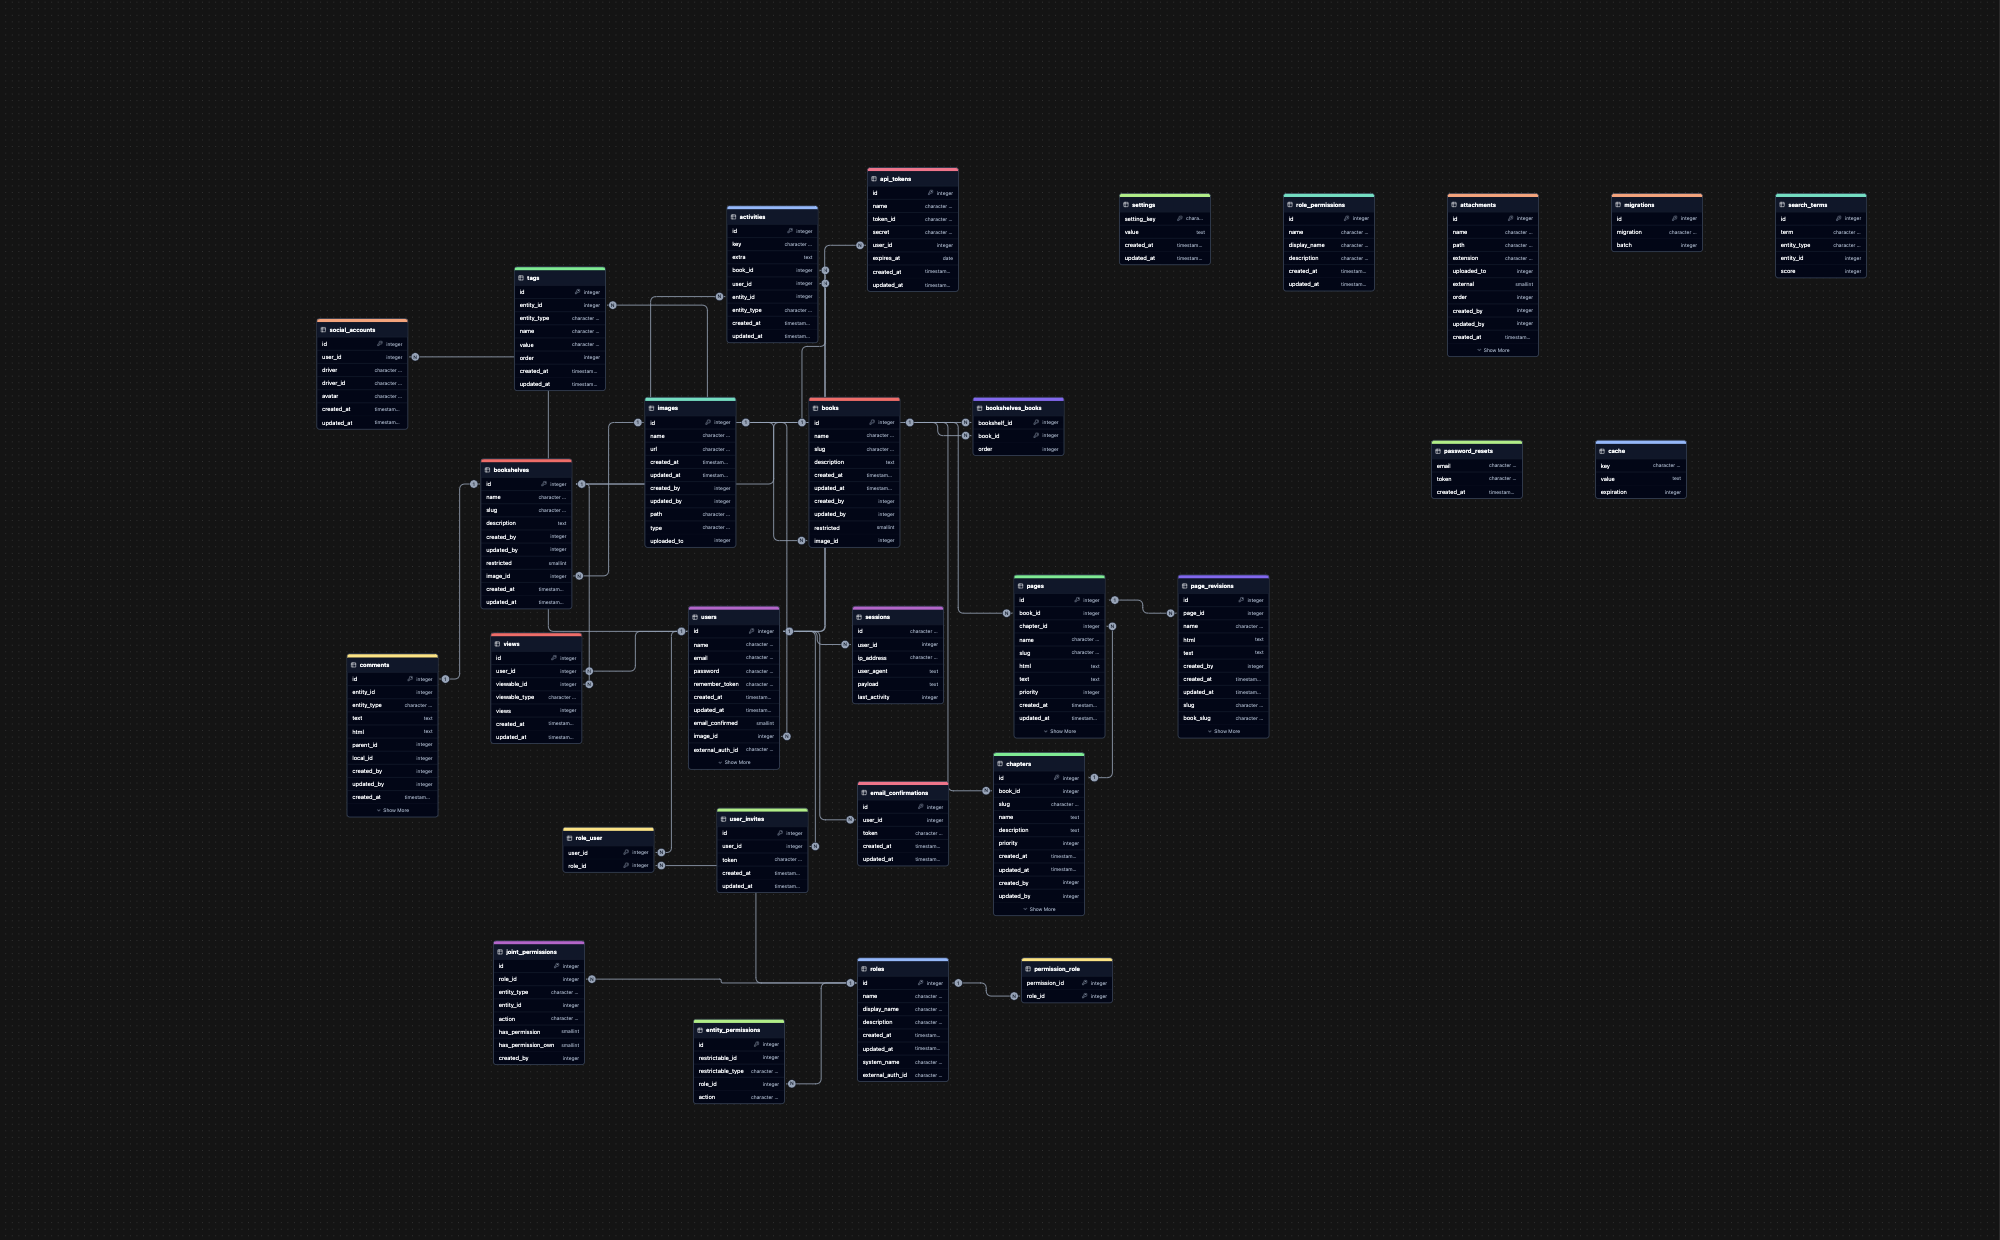 api_tokens
id integer
name character ...
token_id character ...
secret character ...
user_id integer
expires_at date
created_at timestam...
updated_at timestam...
activities
id integer
key character ...
extra text
book_id integer
user_id integer
entity_id integer
entity_type character ...
created_at timestam...
updated_at timestam...
settings
setting_key chara...
value text
created_at timestam...
updated_at timestam...
role_permissions
id integer
name character ...
display_name character ...
description character ...
created_at timestam...
updated_at timestam...
attachments
id integer
name character ...
path character ...
extension character ...
uploaded_to integer
external smallint
order integer
created_by integer
updated_by integer
created_at timestam...
Show More
migrations
id integer
migration character ...
batch integer
search_terms
id integer
term character ...
entity_type character ...
entity_id integer
score integer
tags
id integer
entity_id integer
entity_type character ...
name character ...
value character ...
order integer
created_at timestam...
updated_at timestam...
social_accounts
id integer
user_id integer
driver character ...
driver_id character ...
avatar character ...
created_at timestam...
updated_at timestam...
images
id integer
name character ...
url character ...
created_at timestam...
updated_at timestam...
created_by integer
updated_by integer
path character ...
type character ...
uploaded_to integer
books
id integer
name character ...
slug character ...
description text
created_at timestam...
updated_at timestam...
created_by integer
updated_by integer
restricted smallint
image_id integer
bookshelves_books
bookshelf_id integer
book_id integer
order integer
password_resets
email character ...
token character ...
created_at timestam...
cache
key character ...
value text
expiration integer
bookshelves
id integer
name character ...
slug character ...
description text
created_by integer
updated_by integer
restricted smallint
image_id integer
created_at timestam...
updated_at timestam...
pages
id integer
book_id integer
chapter_id integer
name character ...
slug character ...
html text
text text
priority integer
created_at timestam...
updated_at timestam...
Show More
page_revisions
id integer
page_id integer
name character ...
html text
text text
created_by integer
created_at timestam...
updated_at timestam...
slug character ...
book_slug character ...
Show More
users
id integer
name character ...
email character ...
password character ...
remember_token character ...
created_at timestam...
updated_at timestam...
email_confirmed smallint
image_id integer
external_auth_id character ...
Show More
sessions
id character ...
user_id integer
ip_address character ...
user_agent text
payload text
last_activity integer
views
id integer
user_id integer
viewable_id integer
viewable_type character ...
views integer
created_at timestam...
updated_at timestam...
comments
id integer
entity_id integer
entity_type character ...
text text
html text
parent_id integer
local_id integer
created_by integer
updated_by integer
created_at timestam...
Show More
chapters
id integer
book_id integer
slug character ...
name text
description text
priority integer
created_at timestam...
updated_at timestam...
created_by integer
updated_by integer
Show More
email_confirmations
id integer
user_id integer
token character ...
created_at timestam...
updated_at timestam...
user_invites
id integer
user_id integer
token character ...
created_at timestam...
updated_at timestam...
role_user
user_id integer
role_id integer
joint_permissions
id integer
role_id integer
entity_type character ...
entity_id integer
action character ...
has_permission smallint
has_permission_own smallint
created_by integer
roles
id integer
name character ...
display_name character ...
description character ...
created_at timestam...
updated_at timestam...
system_name character ...
external_auth_id character ...
permission_role
permission_id integer
role_id integer
entity_permissions
id integer
restrictable_id integer
restrictable_type character ...
role_id integer
action character ...